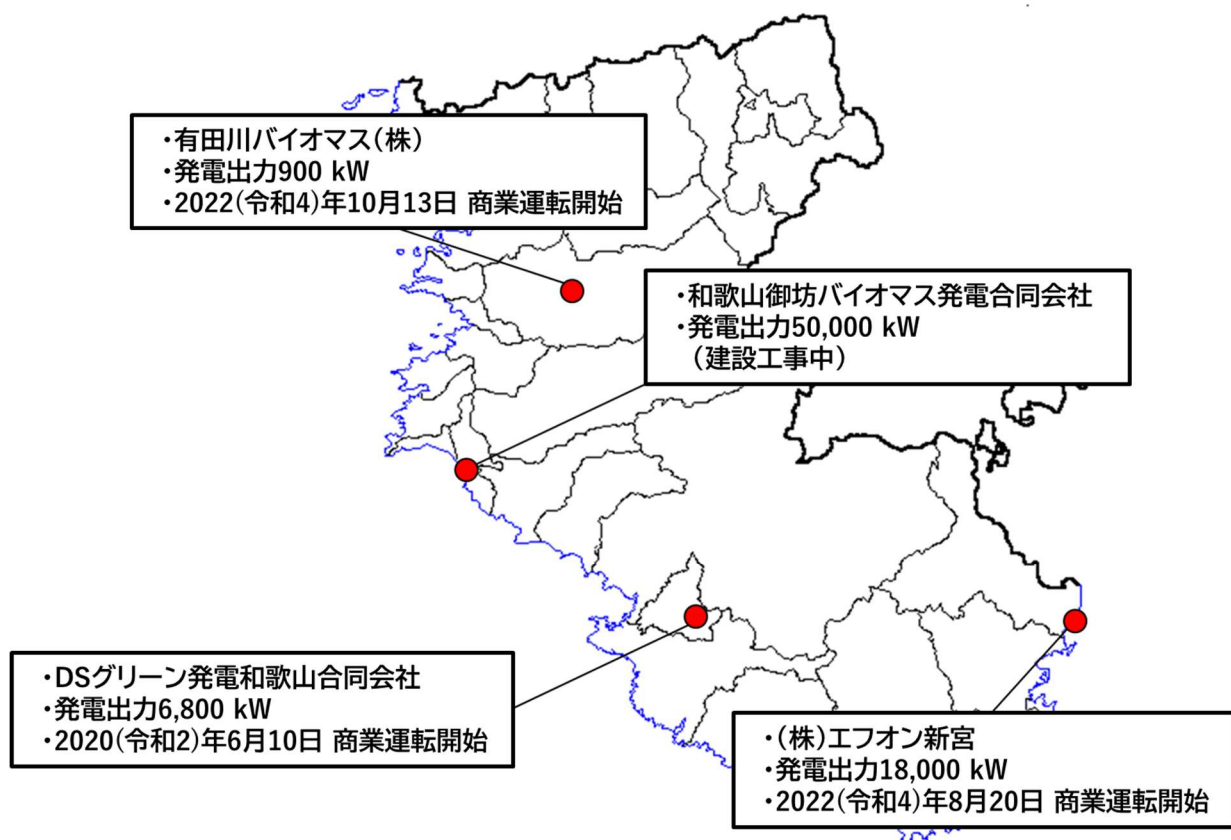 ・有田川バイオマス(株)
・発電出力900 kW
・2022(令和4)年10月13日 商業運転開始
・和歌山御坊バイオマス発電合同会社
・発電出力50,000 kW
（建設工事中）
・DSグリーン発電和歌山合同会社
・発電出力6,800 kW
・2020(令和2)年6月10日 商業運転開始
・(株)エフオン新宮
・発電出力18,000 kW
・2022(令和4)年8月20日 商業運転開始